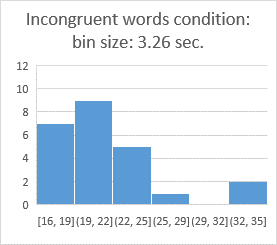 Incongruent words condition:
bin size: 3.26 sec.
12
10
8
6
4
2
0
[16, 19] (19, 22] (22, 25] (25, 29] (29, 32] (32, 35]